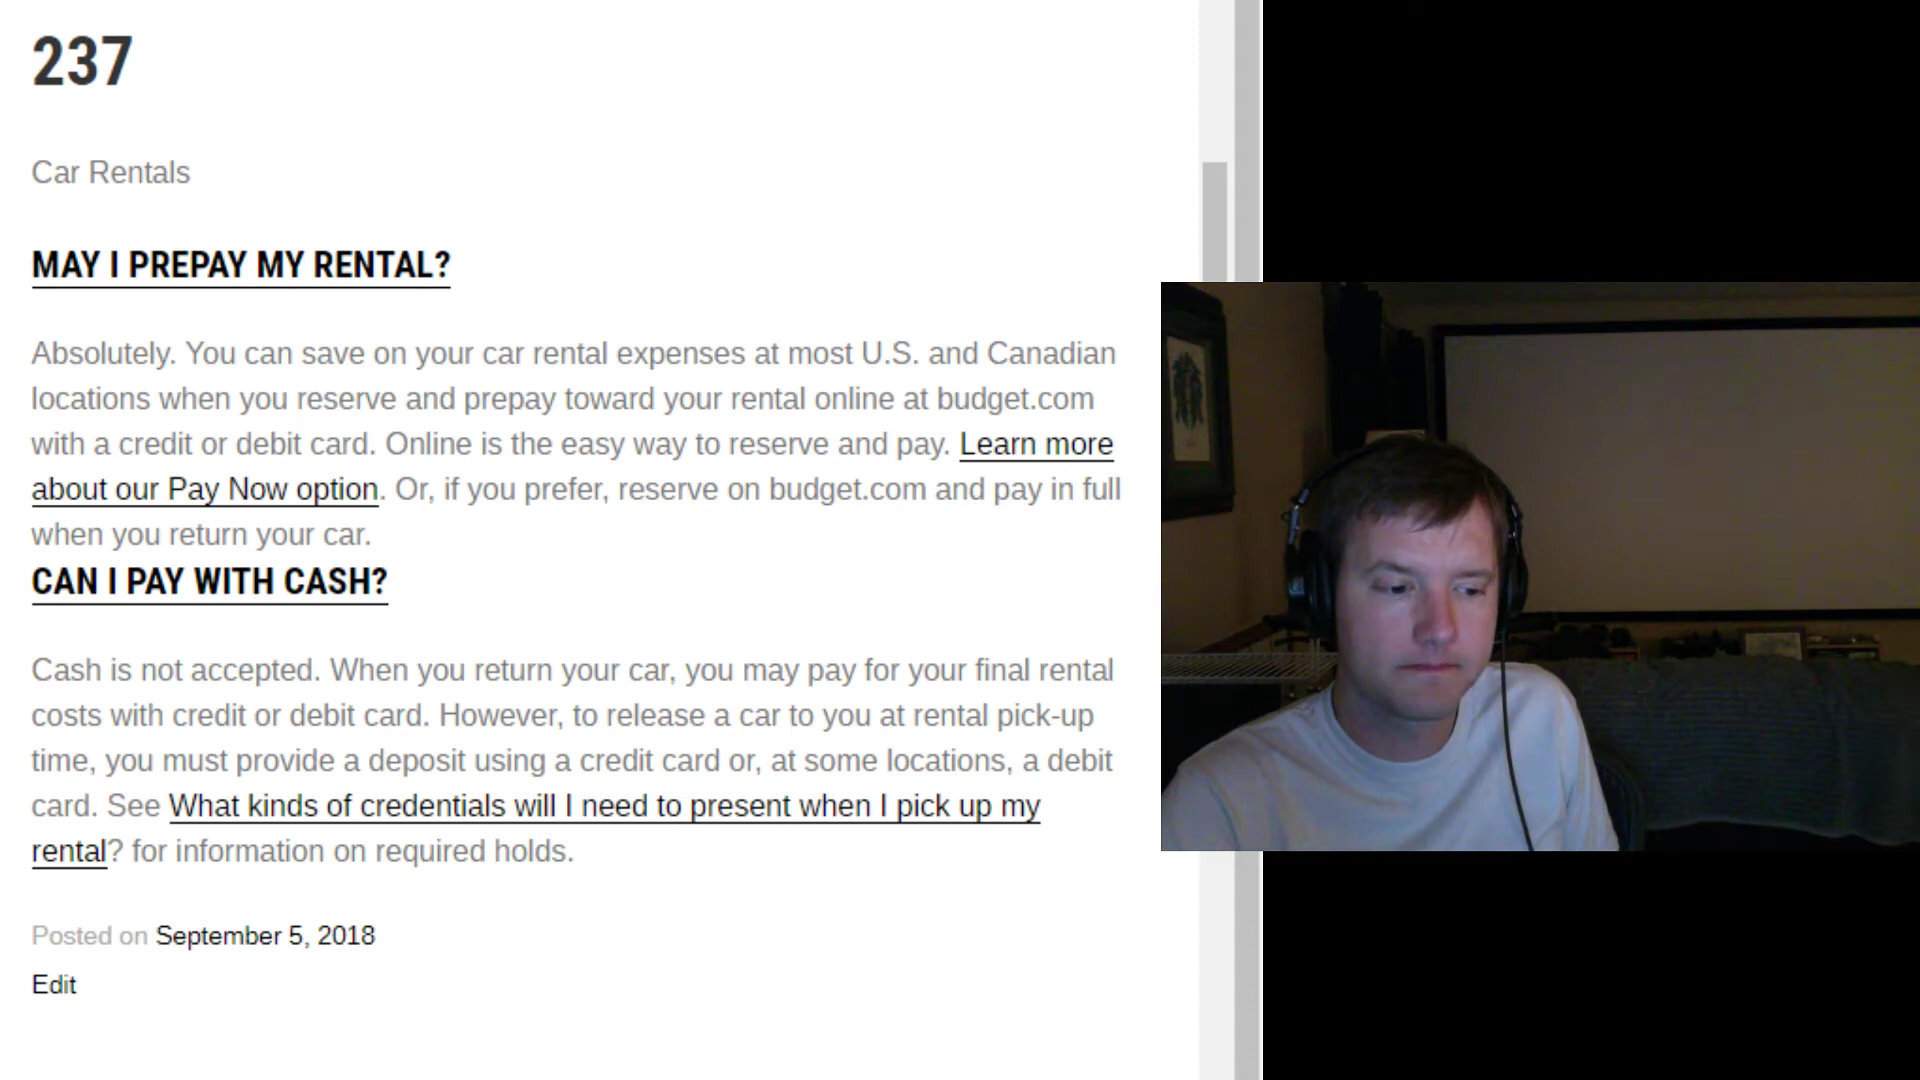 237
Car Rentals
MAY I PREPAY MY RENTAL?
Absolutely. You can save on your car rental expenses at most U.S. and Canadian
locations when you reserve and prepay toward your rental online at budget.com
with a credit or debit card. Online is the easy way to reserve and pay. Learn more
about our Pay Now option. Or, if you prefer, reserve on budget.com and pay in full
when you return your car.
CAN I PAY WITH CASH?
Cash is not accepted. When you return your car, you may pay for your final rental
costs with credit or debit card. However, to release a car to you at rental pick-up
time, you must provide a deposit using a credit card or, at some locations, a debit
card. See What kinds of credentials will I need to present when I pick up my
rental? for information on required holds.
Posted on September 5, 2018
Edit